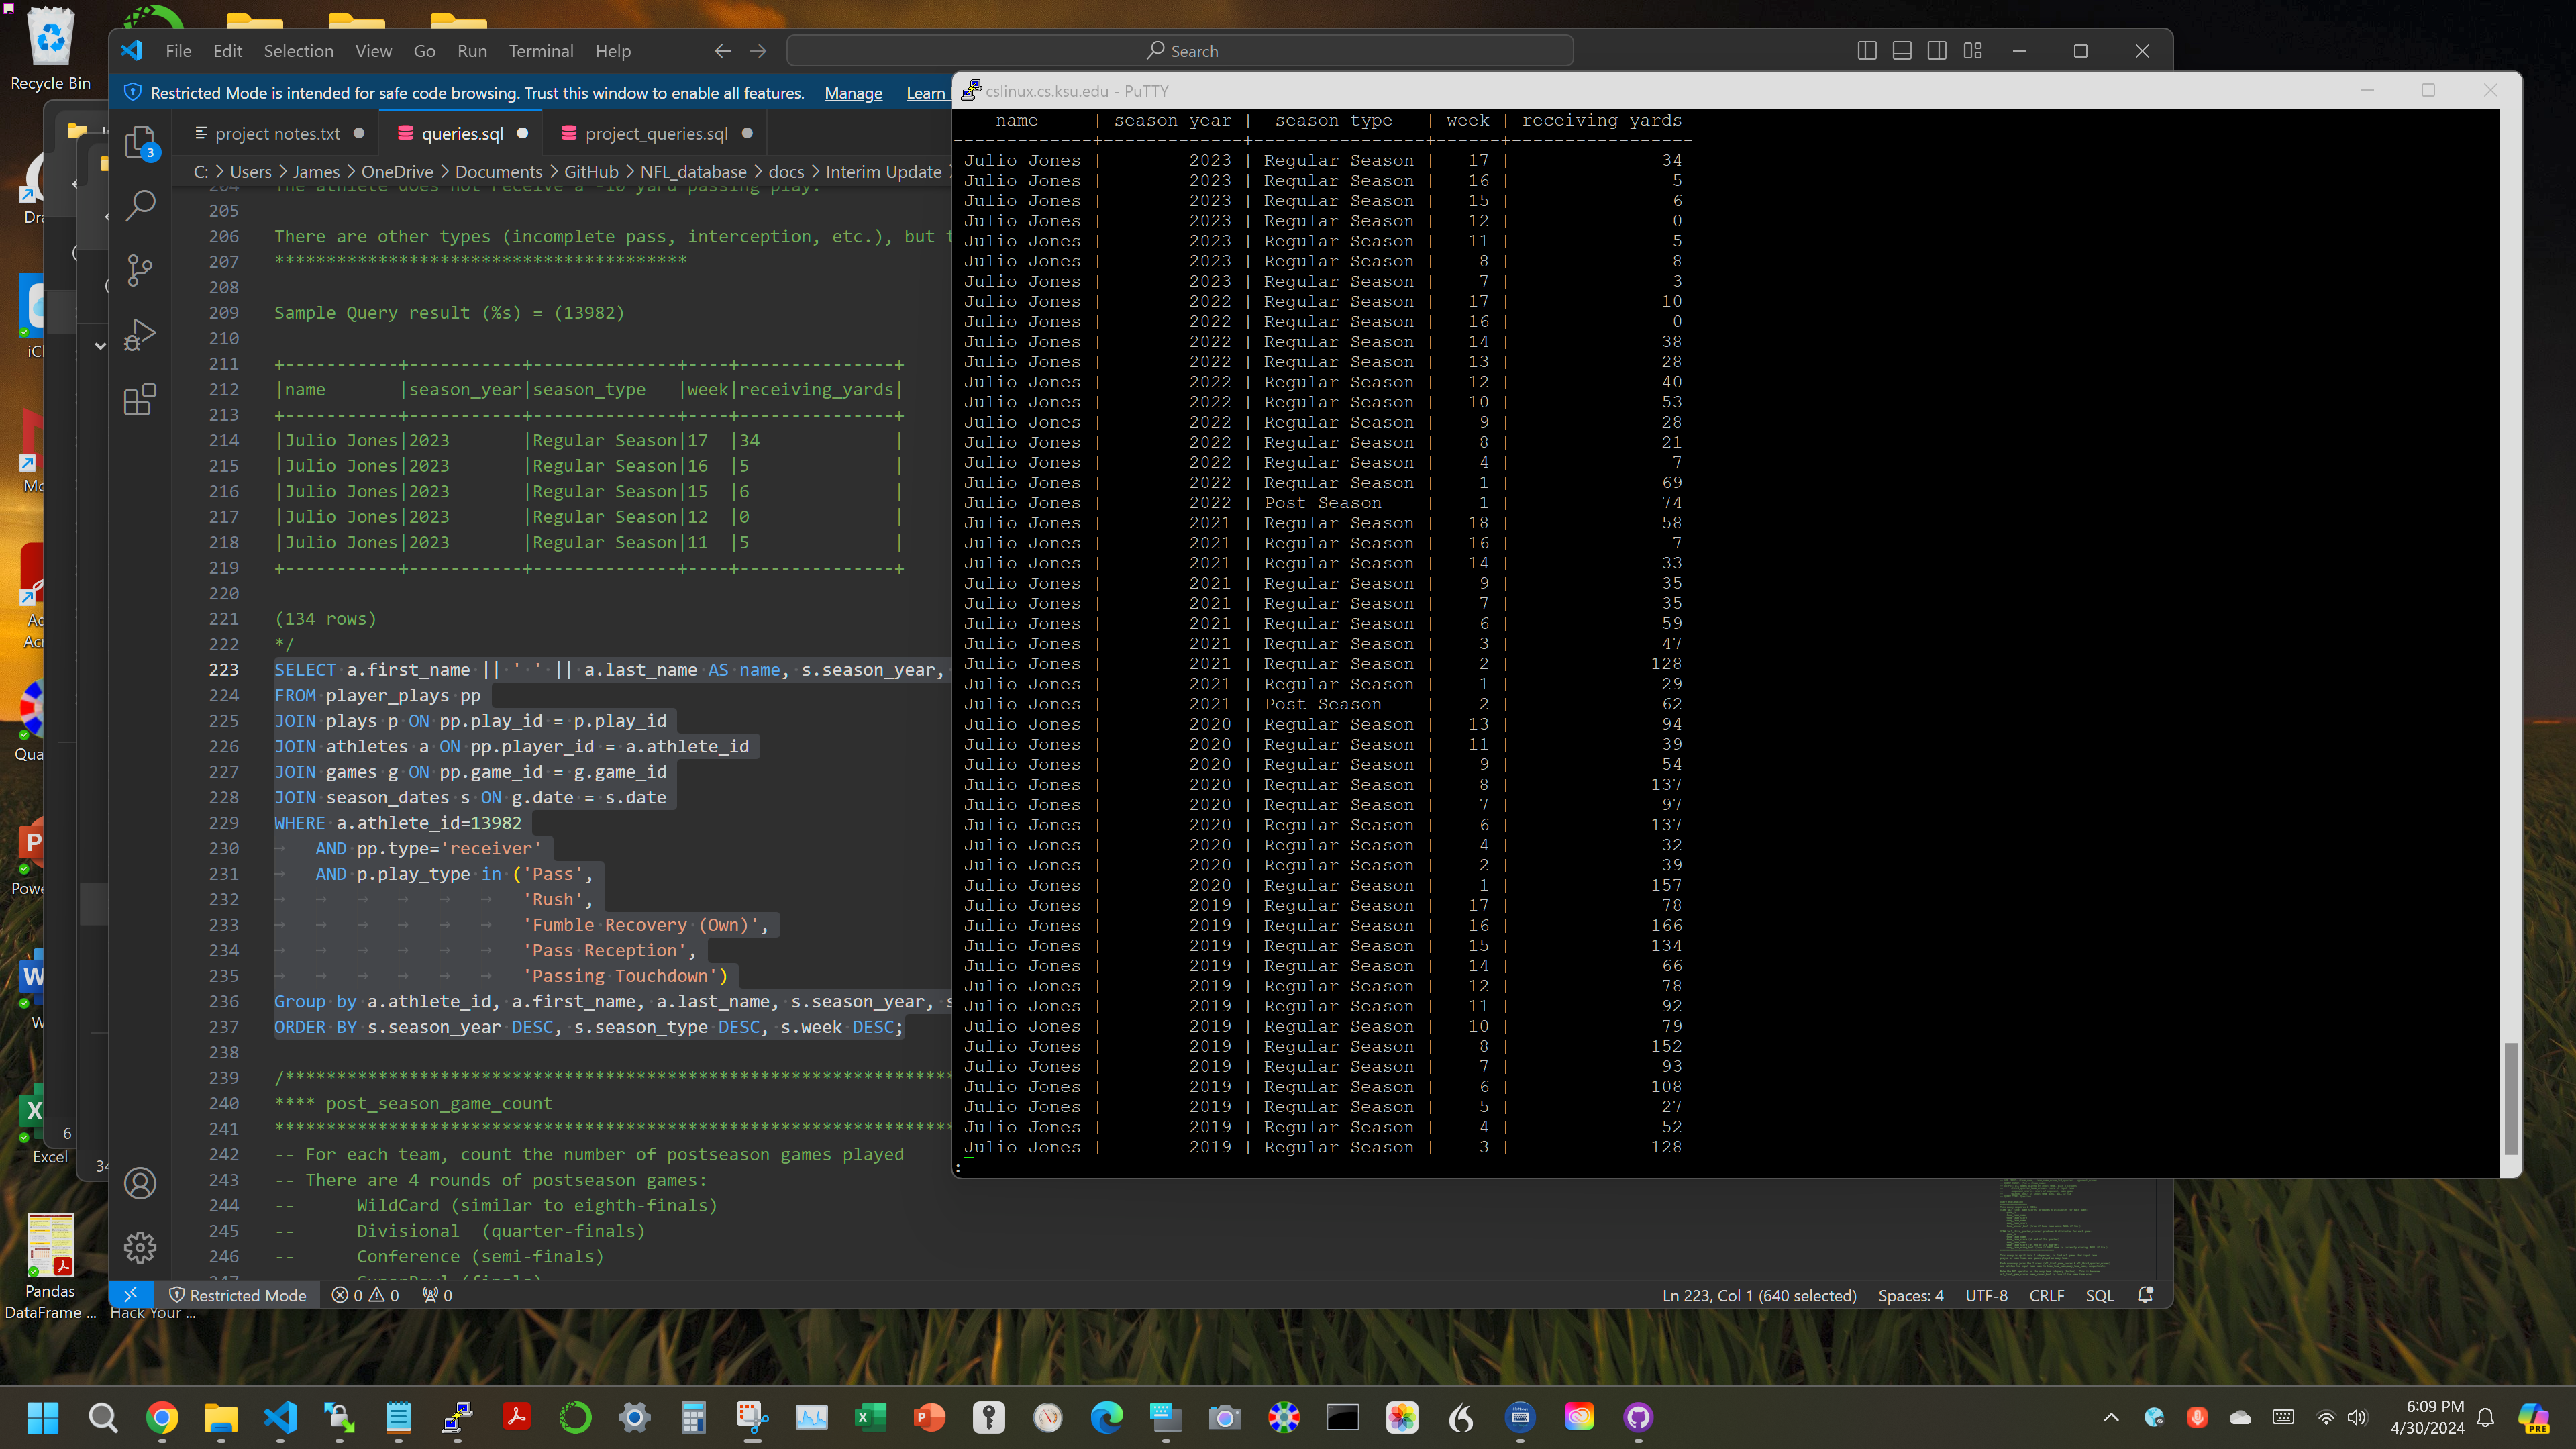 Recycle Bin
File Edit Selection View Go Run Terminal Help
Search
Restricted Mode is intended for safe code browsing. Trust this window to enable all features. Manage Learn
project notes.txt
queries.sql
project_queries.sql
C: > Users > James > OneDrive > Documents > GitHub > NFL_database > docs > Interim Update >
204 The athlete does not receive a -10 yard passing play.
205
206 There are other types (incomplete pass, interception, etc.), but t
207 ****************************************
208
209 Sample Query result (%s) = (13982)
210
211 +-----------+-----------+--------------+----+---------------+
212 |name       |season_year|season_type   |week|receiving_yards|
213 +-----------+-----------+--------------+----+---------------+
214 |Julio Jones|2023       |Regular Season|17  |34             |
215 |Julio Jones|2023       |Regular Season|16  |5              |
216 |Julio Jones|2023       |Regular Season|15  |6              |
217 |Julio Jones|2023       |Regular Season|12  |0              |
218 |Julio Jones|2023       |Regular Season|11  |5              |
219 +-----------+-----------+--------------+----+---------------+
220
221 (134 rows)
222 */
223 SELECT a.first_name || ' ' || a.last_name AS name, s.season_year,
224 FROM player_plays pp
225 JOIN plays p ON pp.play_id = p.play_id
226 JOIN athletes a ON pp.player_id = a.athlete_id
227 JOIN games g ON pp.game_id = g.game_id
228 JOIN season_dates s ON g.date = s.date
229 WHERE a.athlete_id=13982
230 AND pp.type='receiver'
231 AND p.play_type in ('Pass',
232 'Rush',
233 'Fumble Recovery (Own)',
234 'Pass Reception',
235 'Passing Touchdown')
236 Group by a.athlete_id, a.first_name, a.last_name, s.season_year, s
237 ORDER BY s.season_year DESC, s.season_type DESC, s.week DESC;
238
239 /*****************************************************************
240 **** post_season_game_count
241 ******************************************************************
242 -- For each team, count the number of postseason games played
243 -- There are 4 rounds of postseason games:
244 -- WildCard (similar to eighth-finals)
245 -- Divisional (quarter-finals)
246 -- Conference (semi-finals)
247 -- SuperBowl (finals)
cslinux.cs.ksu.edu - PuTTY
name | season_year | season_type | week | receiving_yards
-------------+-------------+----------------+------+-----------------
Julio Jones | 2023 | Regular Season | 17 | 34
Julio Jones | 2023 | Regular Season | 16 | 5
Julio Jones | 2023 | Regular Season | 15 | 6
Julio Jones | 2023 | Regular Season | 12 | 0
Julio Jones | 2023 | Regular Season | 11 | 5
Julio Jones | 2023 | Regular Season | 8 | 8
Julio Jones | 2023 | Regular Season | 7 | 3
Julio Jones | 2022 | Regular Season | 17 | 10
Julio Jones | 2022 | Regular Season | 16 | 0
Julio Jones | 2022 | Regular Season | 14 | 38
Julio Jones | 2022 | Regular Season | 13 | 28
Julio Jones | 2022 | Regular Season | 12 | 40
Julio Jones | 2022 | Regular Season | 10 | 53
Julio Jones | 2022 | Regular Season | 9 | 28
Julio Jones | 2022 | Regular Season | 8 | 21
Julio Jones | 2022 | Regular Season | 4 | 7
Julio Jones | 2022 | Regular Season | 1 | 69
Julio Jones | 2022 | Post Season | 1 | 74
Julio Jones | 2021 | Regular Season | 18 | 58
Julio Jones | 2021 | Regular Season | 16 | 7
Julio Jones | 2021 | Regular Season | 14 | 33
Julio Jones | 2021 | Regular Season | 9 | 35
Julio Jones | 2021 | Regular Season | 7 | 35
Julio Jones | 2021 | Regular Season | 6 | 59
Julio Jones | 2021 | Regular Season | 3 | 47
Julio Jones | 2021 | Regular Season | 2 | 128
Julio Jones | 2021 | Regular Season | 1 | 29
Julio Jones | 2021 | Post Season | 2 | 62
Julio Jones | 2020 | Regular Season | 13 | 94
Julio Jones | 2020 | Regular Season | 11 | 39
Julio Jones | 2020 | Regular Season | 9 | 54
Julio Jones | 2020 | Regular Season | 8 | 137
Julio Jones | 2020 | Regular Season | 7 | 97
Julio Jones | 2020 | Regular Season | 6 | 137
Julio Jones | 2020 | Regular Season | 4 | 32
Julio Jones | 2020 | Regular Season | 2 | 39
Julio Jones | 2020 | Regular Season | 1 | 157
Julio Jones | 2019 | Regular Season | 17 | 78
Julio Jones | 2019 | Regular Season | 16 | 166
Julio Jones | 2019 | Regular Season | 15 | 134
Julio Jones | 2019 | Regular Season | 14 | 66
Julio Jones | 2019 | Regular Season | 12 | 78
Julio Jones | 2019 | Regular Season | 11 | 92
Julio Jones | 2019 | Regular Season | 10 | 79
Julio Jones | 2019 | Regular Season | 8 | 152
Julio Jones | 2019 | Regular Season | 7 | 93
Julio Jones | 2019 | Regular Season | 6 | 108
Julio Jones | 2019 | Regular Season | 5 | 27
Julio Jones | 2019 | Regular Season | 4 | 52
Julio Jones | 2019 | Regular Season | 3 | 128
:
3
Dra
iCl
Mo
Ac
Acr
Qua
Powe
W
6
Excel
34
Pandas
DataFrame ...
Hack Your ...
Restricted Mode 0 0 0
Ln 223, Col 1 (640 selected) Spaces: 4 UTF-8 CRLF SQL
6:09 PM
4/30/2024
PRE